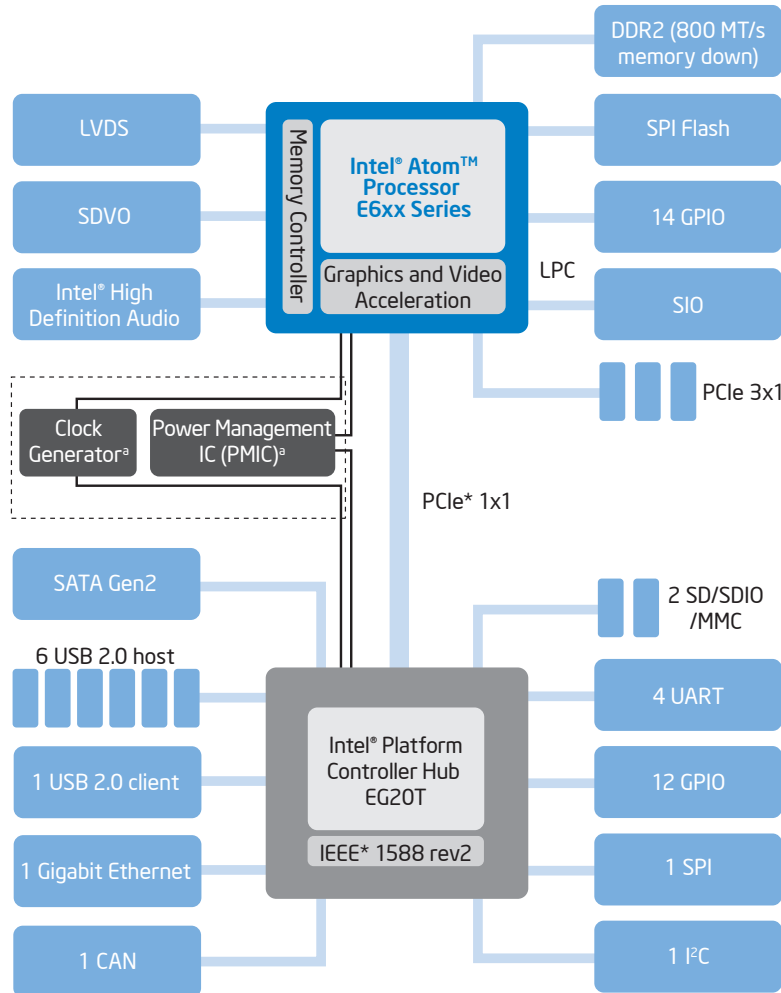 DDR2 (800 MT/s
memory down)
LVDS
SPI Flash
SDVO
14 GPIO
Intel® High
Definition Audio
Memory Controller
Intel® Atom™
Processor
E6xx Series
Graphics and Video
Acceleration
LPC
SIO
PCIe 3x1
Clock
Generatorᵃ
Power Management
IC (PMIC)ᵃ
PCIe* 1x1
SATA Gen2
2 SD/SDIO
/MMC
6 USB 2.0 host
4 UART
Intel® Platform
Controller Hub
EG20T
IEEE* 1588 rev2
1 USB 2.0 client
12 GPIO
1 Gigabit Ethernet
1 SPI
1 CAN
1 I²C